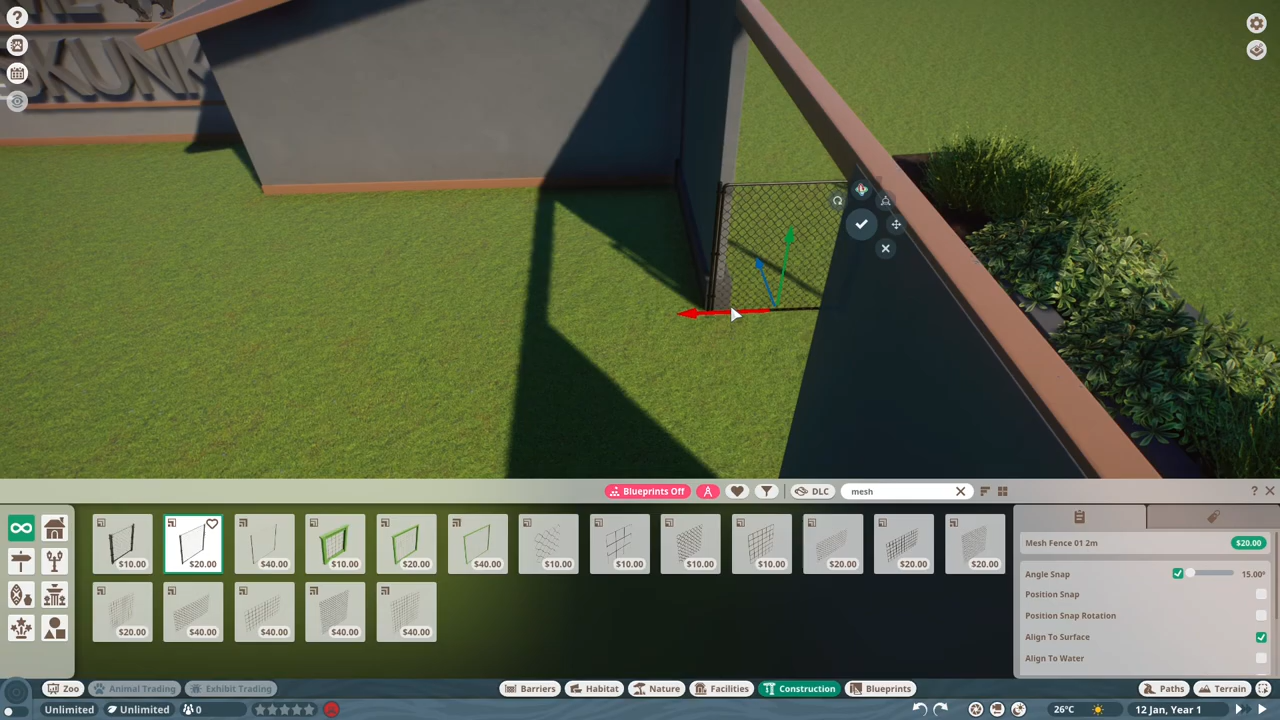 SKUNK
Blueprints Off
DLC
mesh
?
$10.00
$20.00
$40.00
$10.00
$20.00
$40.00
$10.00
$10.00
$10.00
$10.00
$20.00
$20.00
$20.00
$20.00
$40.00
$40.00
$40.00
$40.00
Mesh Fence 01 2m
$20.00
Angle Snap
15.00°
Position Snap
Position Snap Rotation
Align To Surface
Align To Water
Zoo
Animal Trading
Exhibit Trading
Barriers
Habitat
Nature
Facilities
Construction
Blueprints
Paths
Terrain
Unlimited
Unlimited
0
26°C
12 Jan, Year 1